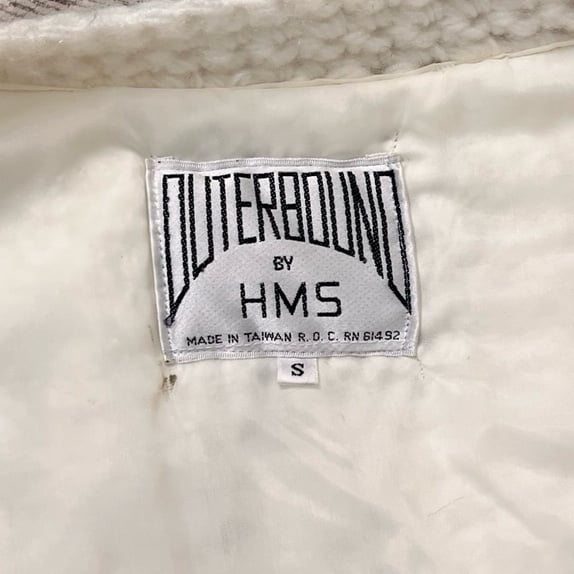 OUTERBOUND
BY
HMS
MADE IN TAIWAN R.O.C. RN 61492
S